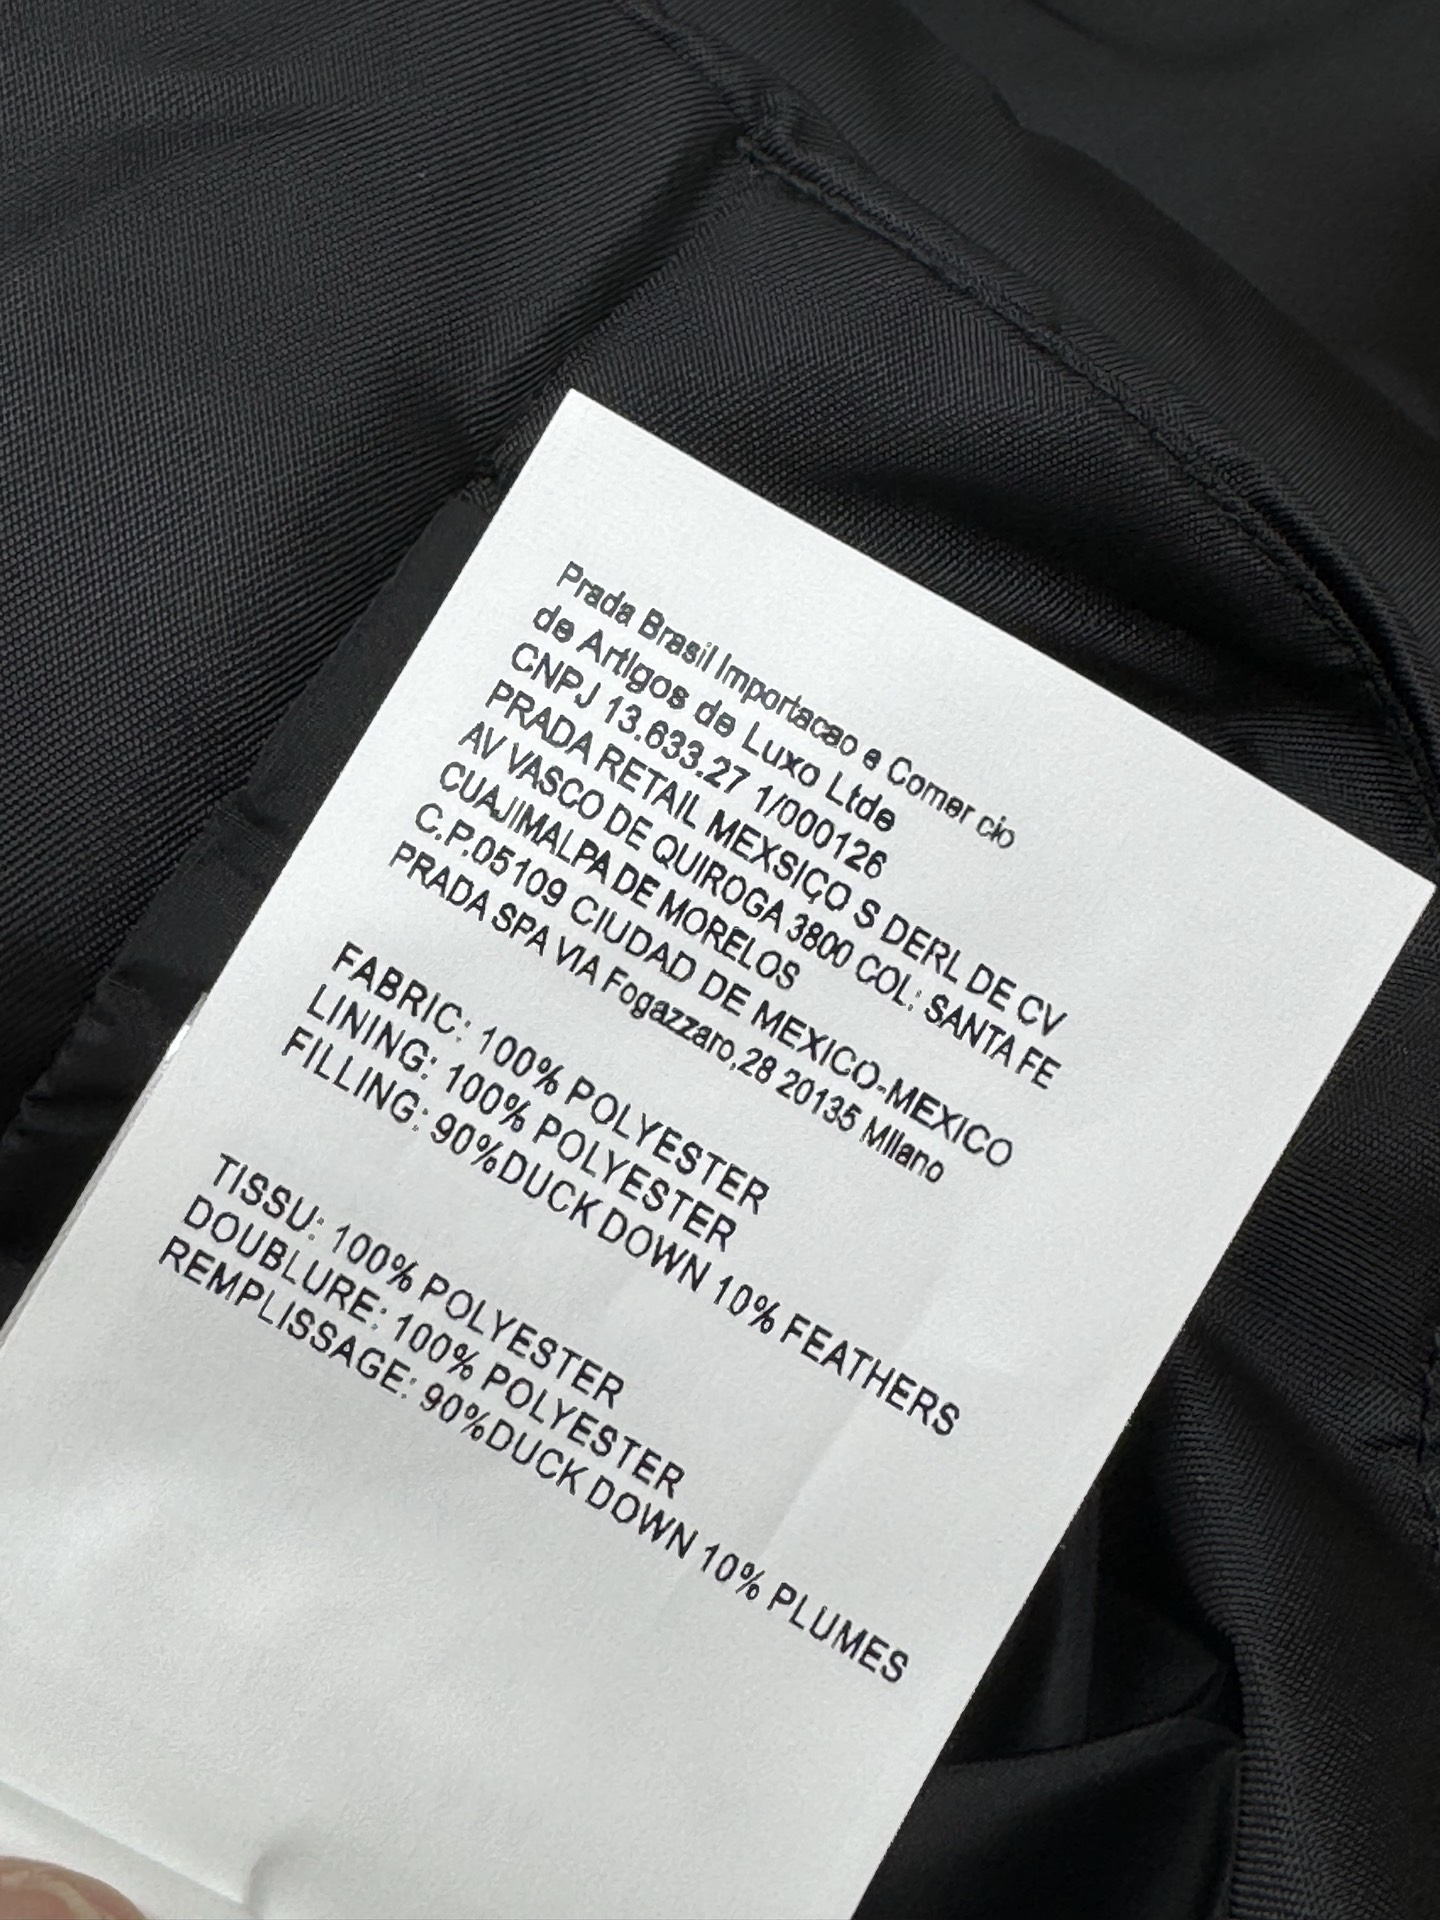 Prada Brasil Importacao e Comer cio
de Artigos de Luxo Ltde
CNPJ 13.633.27 1/000126
PRADA RETAIL MEXSIÇO S DERL DE CV
AV VASCO DE QUIROGA 3800 COL: SANTA FE
CUAJIMALPA DE MORELOS
C.P.05109 CIUDAD DE MEXICO-MEXICO
PRADA SPA VIA Fogazzaro,28 20135 Milano
FABRIC: 100% POLYESTER
LINING: 100% POLYESTER
FILLING: 90%DUCK DOWN 10% FEATHERS
TISSU: 100% POLYESTER
DOUBLURE: 100% POLYESTER
REMPLISSAGE: 90%DUCK DOWN 10% PLUMES